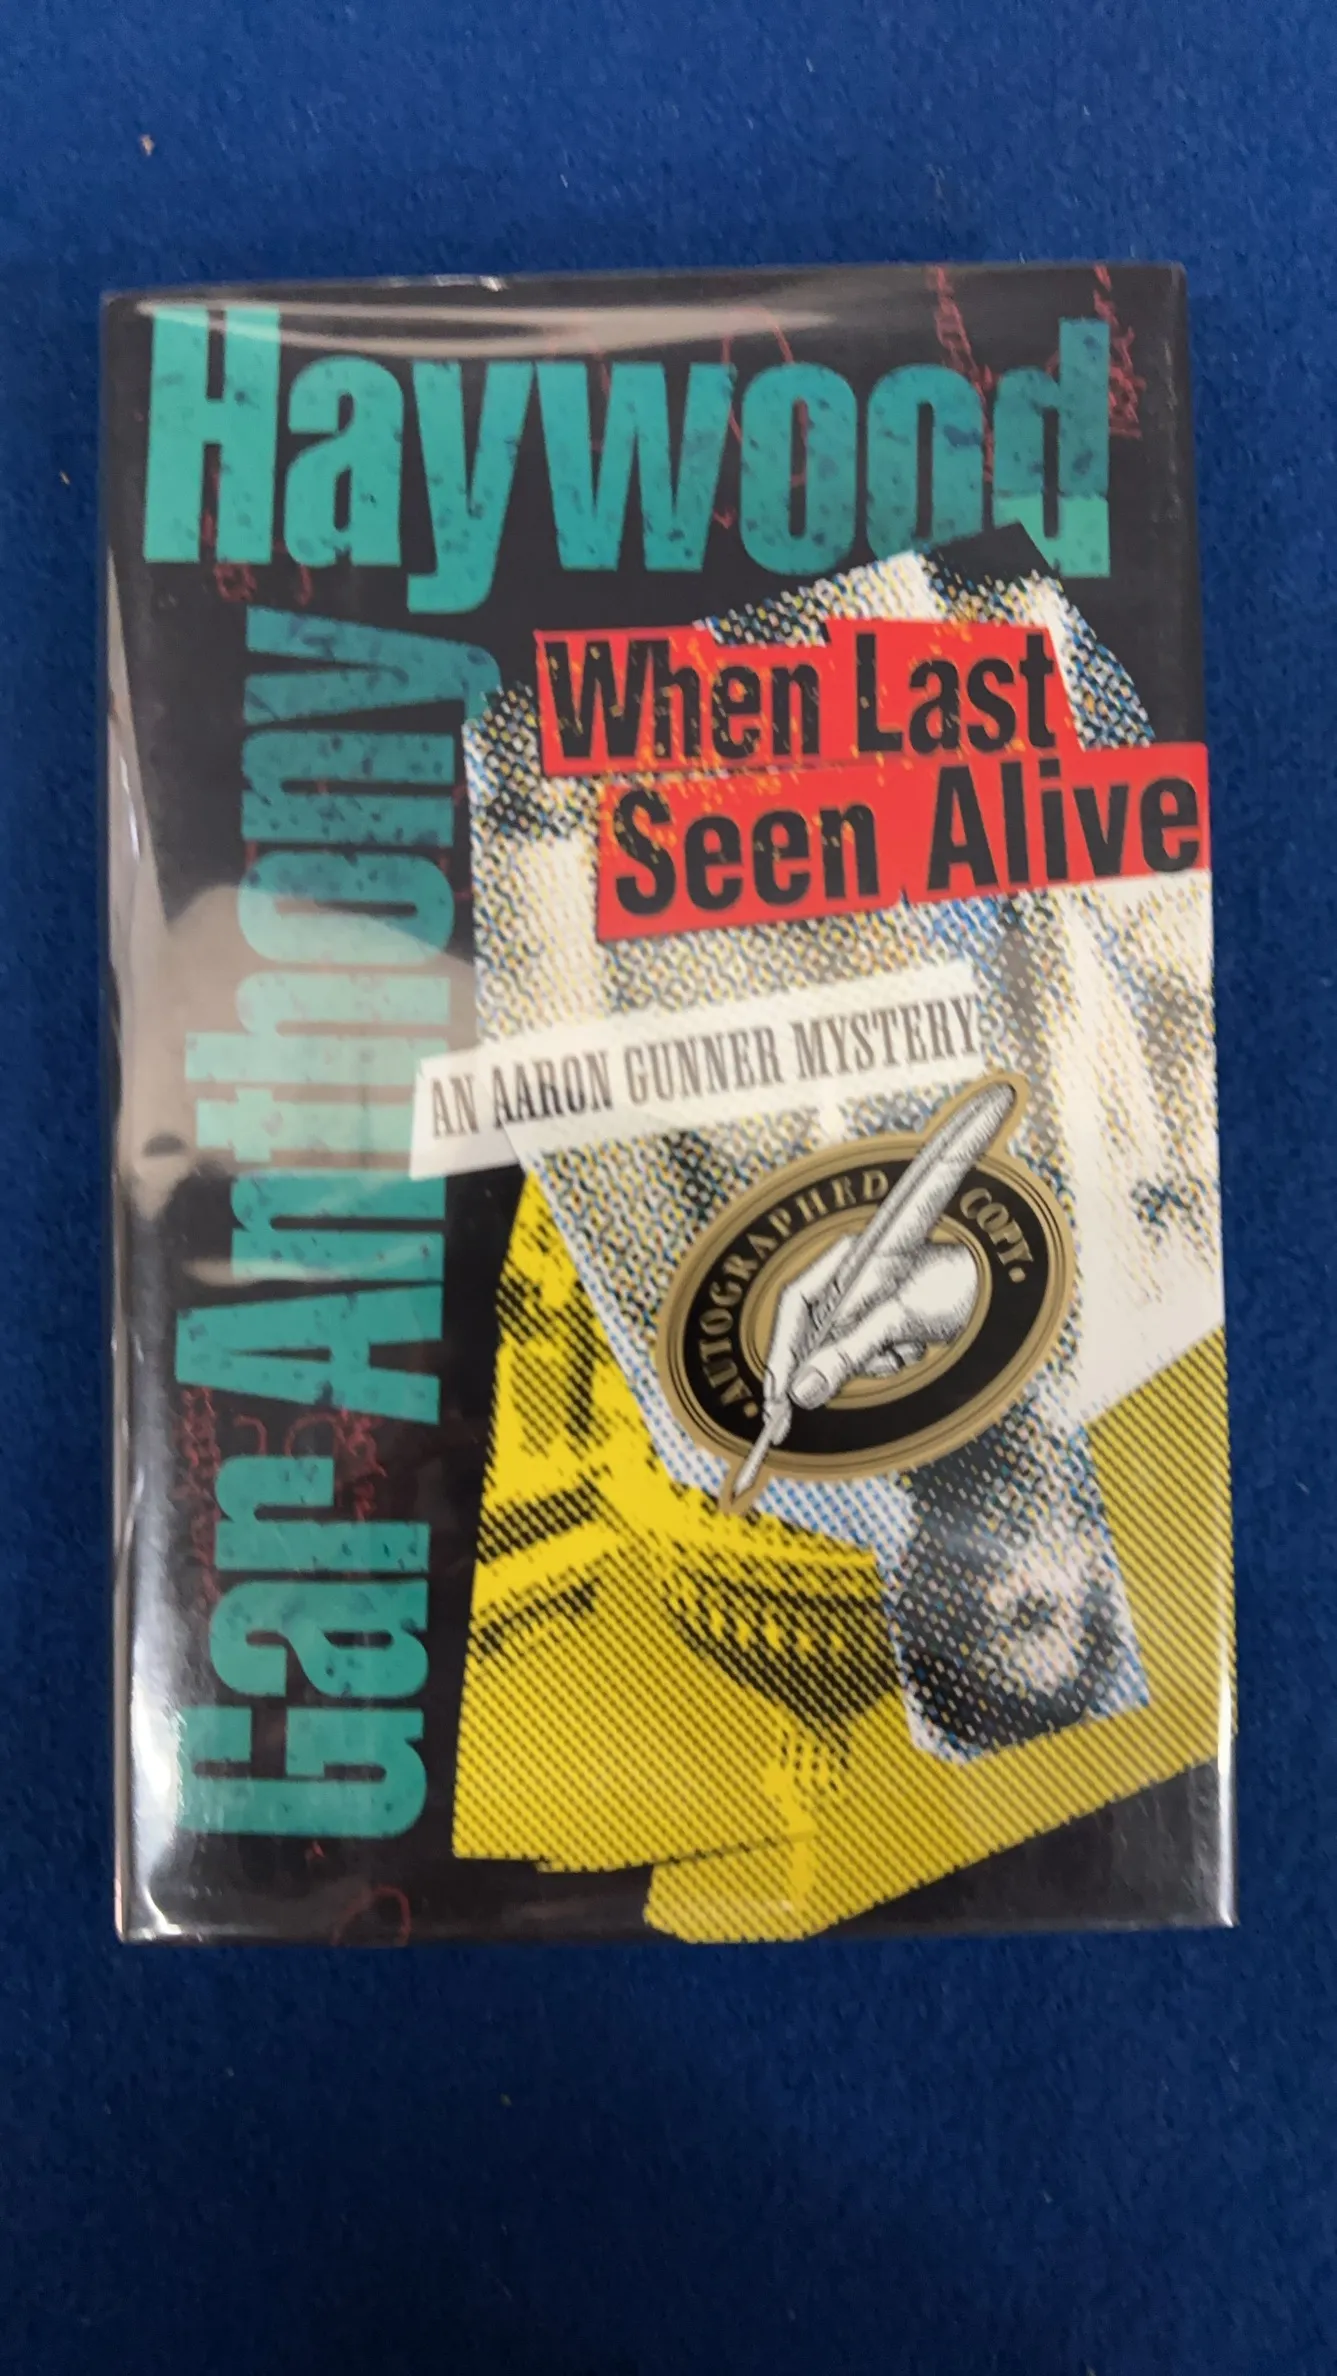 Gar Anthony
Haywood
When Last
Seen Alive
AN AARON GUNNER MYSTERY
·AUTOGRAPHED COPY·